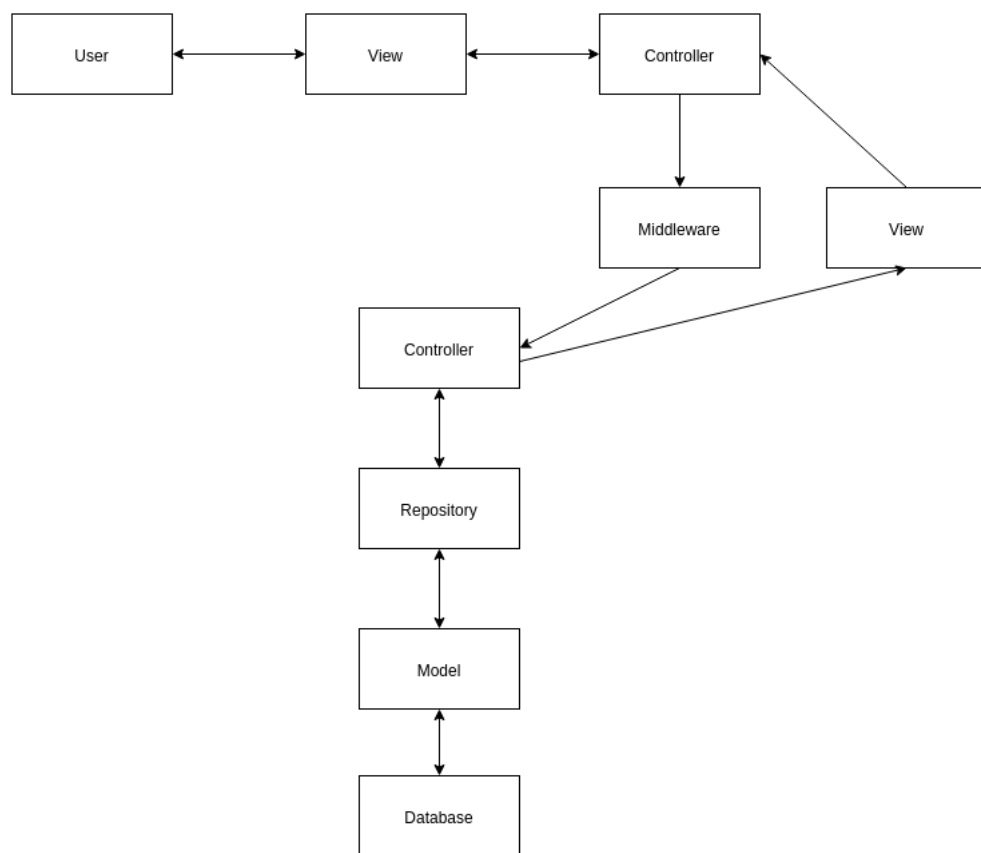 User
View
Controller
Middleware
View
Controller
Repository
Model
Database